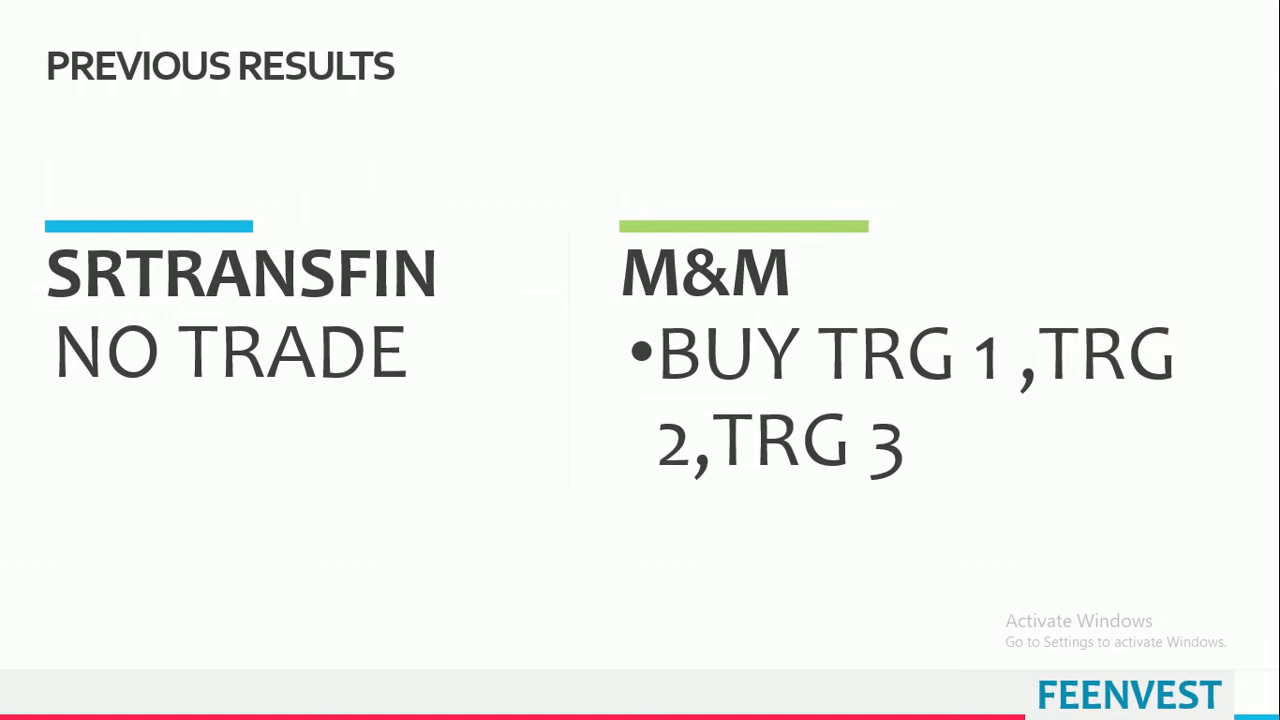 PREVIOUS RESULTS
SRTRANSFIN
NO TRADE
M&M
•BUY TRG 1 ,TRG
2,TRG 3
Activate Windows
Go to Settings to activate Windows.
FEENVEST